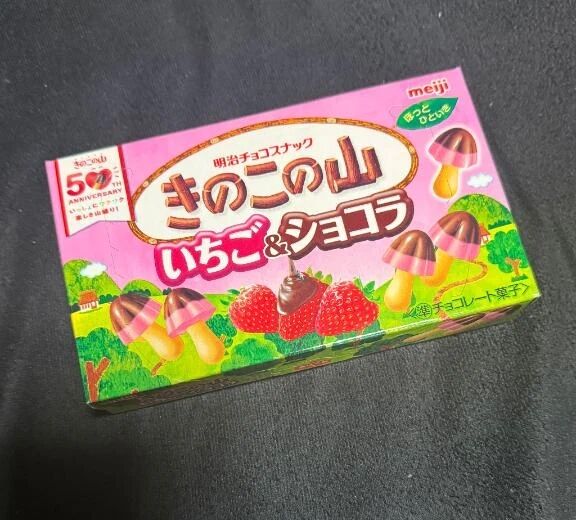 meiji
ほっと
ひといき
きのこの山
50TH
ANNIVERSARY
明治チョコスナック
きのこの山
いちご&ショコラ
<準チョコレート菓子>